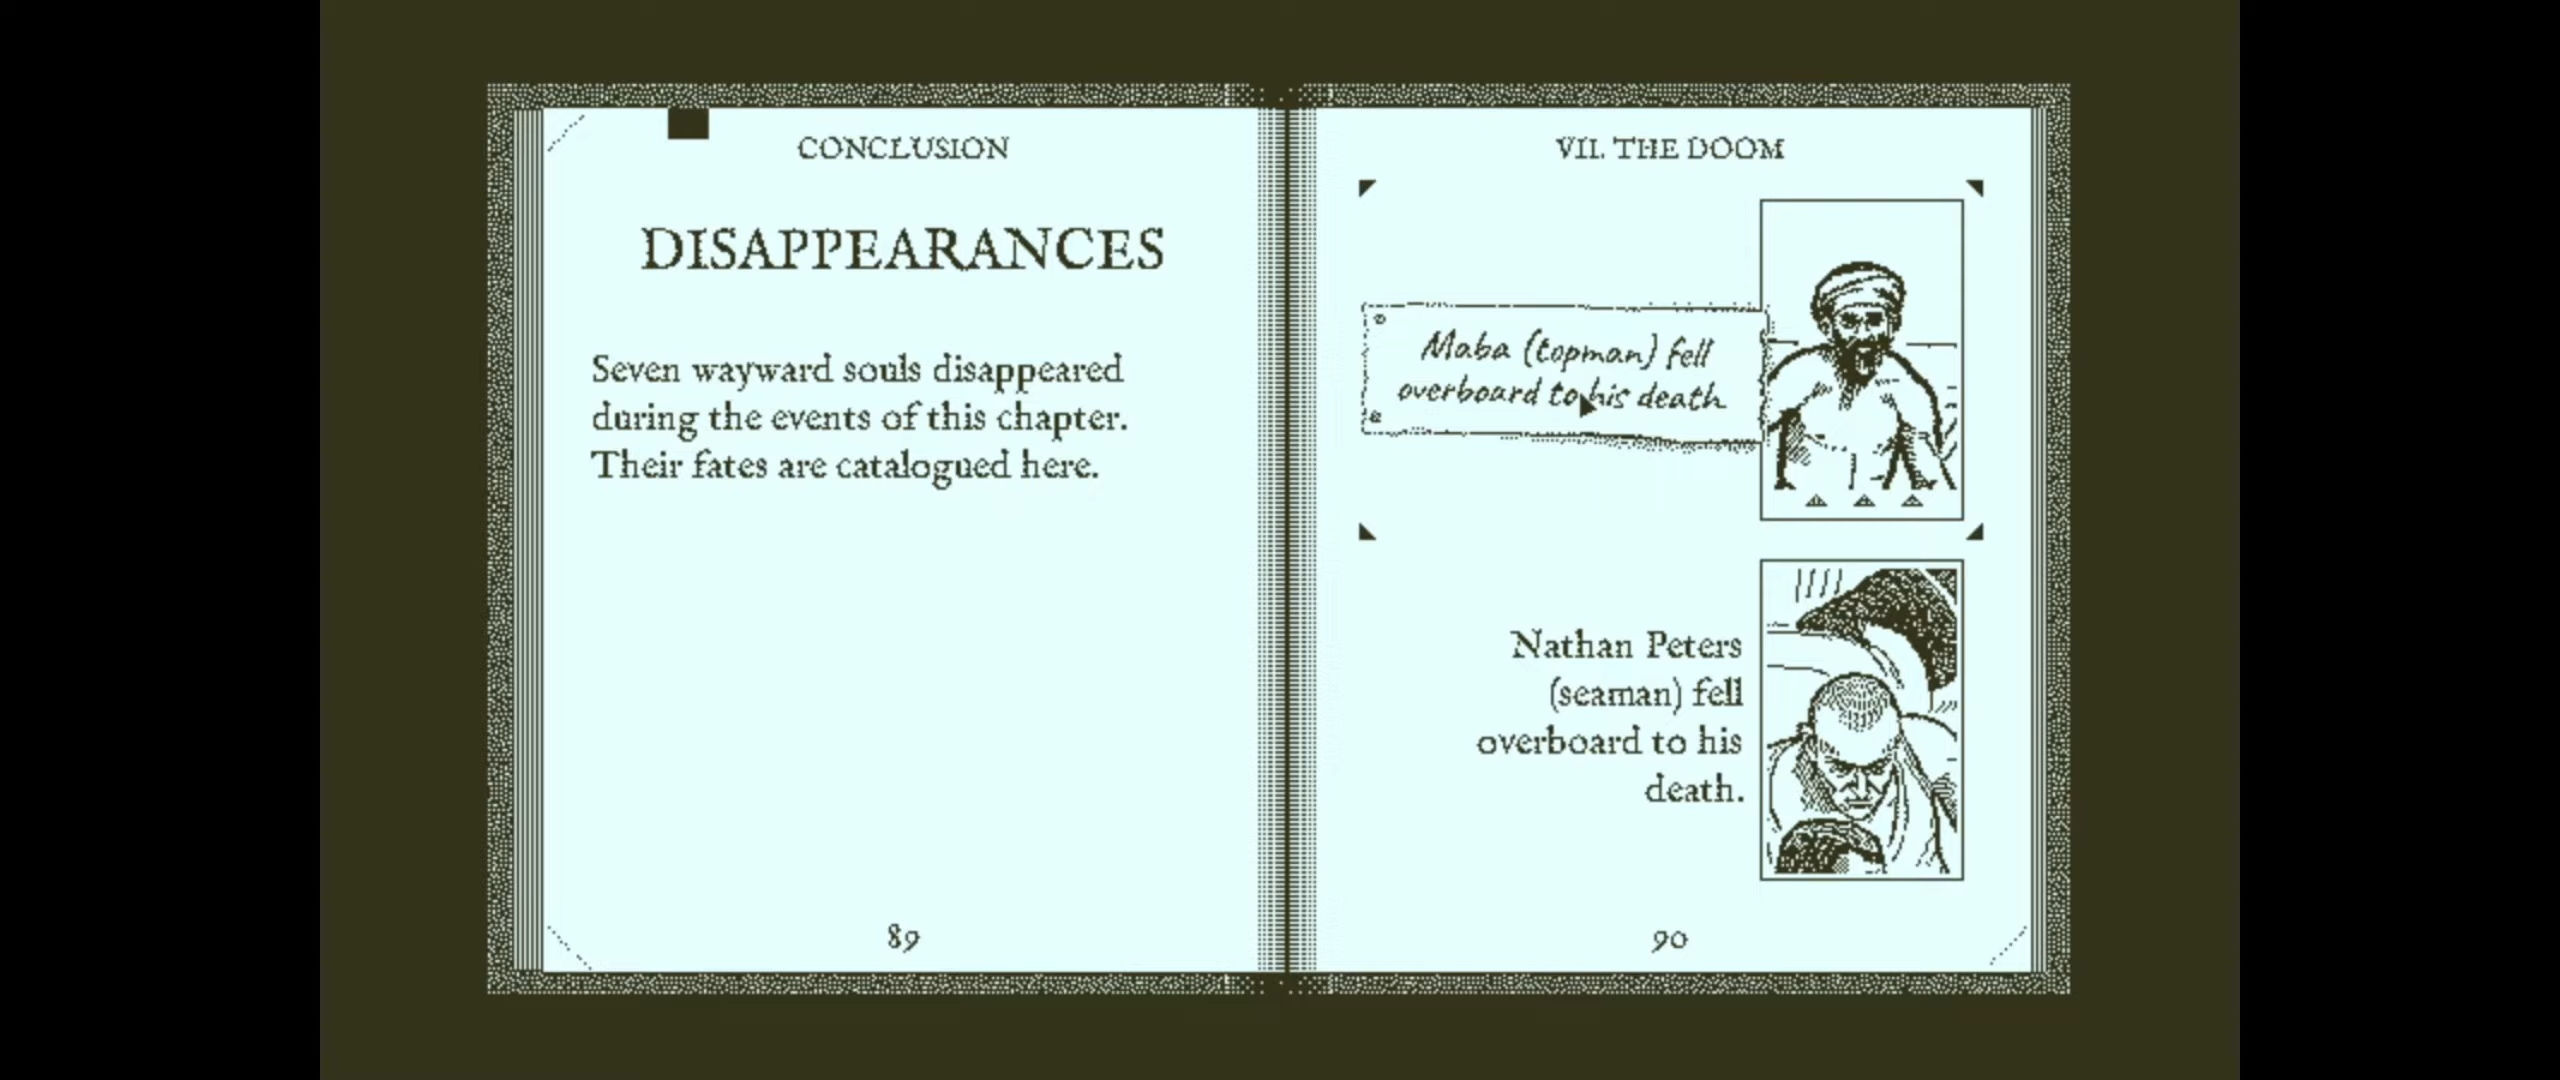 CONCLUSION
DISAPPEARANCES
Seven wayward souls disappeared
during the events of this chapter.
Their fates are catalogued here.
89
VII. THE DOOM
Maba (topman) fell
overboard to his death
Nathan Peters
(seaman) fell
overboard to his
death.
90